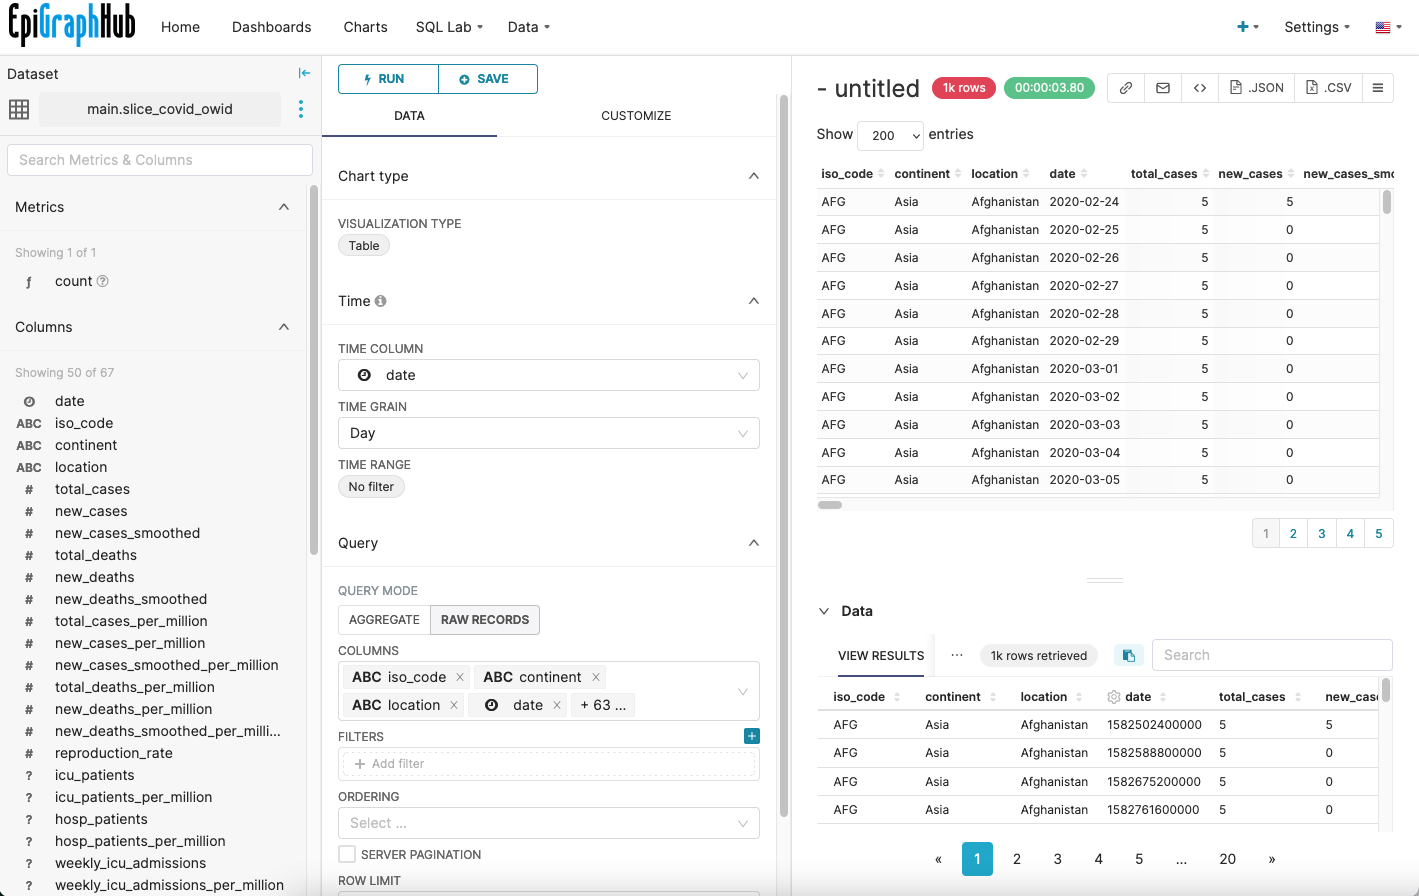 EpiGraphHub
Home Dashboards Charts SQL Lab Data
Settings
Dataset
main.slice_covid_owid
Search Metrics & Columns
Metrics
Showing 1 of 1
ƒ count
Columns
Showing 50 of 67
date
ABC iso_code
ABC continent
ABC location
# total_cases
# new_cases
# new_cases_smoothed
# total_deaths
# new_deaths
# new_deaths_smoothed
# total_cases_per_million
# new_cases_per_million
# new_cases_smoothed_per_million
# total_deaths_per_million
# new_deaths_per_million
# new_deaths_smoothed_per_milli...
# reproduction_rate
? icu_patients
? icu_patients_per_million
? hosp_patients
? hosp_patients_per_million
? weekly_icu_admissions
? weekly_icu_admissions_per_million
RUN SAVE
DATA CUSTOMIZE
Chart type
VISUALIZATION TYPE
Table
Time
TIME COLUMN
date
TIME GRAIN
Day
TIME RANGE
No filter
Query
QUERY MODE
AGGREGATE RAW RECORDS
COLUMNS
ABC iso_code × ABC continent ×
ABC location × date × + 63 ...
FILTERS +
+ Add filter
ORDERING
Select ...
SERVER PAGINATION
ROW LIMIT
- untitled 1k rows 00:00:03.80 .JSON .CSV
Show 200 entries
iso_code continent location date total_cases new_cases new_cases_smo
AFG Asia Afghanistan 2020-02-24 5 5
AFG Asia Afghanistan 2020-02-25 5 0
AFG Asia Afghanistan 2020-02-26 5 0
AFG Asia Afghanistan 2020-02-27 5 0
AFG Asia Afghanistan 2020-02-28 5 0
AFG Asia Afghanistan 2020-02-29 5 0
AFG Asia Afghanistan 2020-03-01 5 0
AFG Asia Afghanistan 2020-03-02 5 0
AFG Asia Afghanistan 2020-03-03 5 0
AFG Asia Afghanistan 2020-03-04 5 0
AFG Asia Afghanistan 2020-03-05 5 0
1 2 3 4 5
Data
VIEW RESULTS ... 1k rows retrieved Search
iso_code continent location date total_cases new_cas
AFG Asia Afghanistan 1582502400000 5 5
AFG Asia Afghanistan 1582588800000 5 0
AFG Asia Afghanistan 1582675200000 5 0
AFG Asia Afghanistan 1582761600000 5 0
« 1 2 3 4 5 ... 20 »